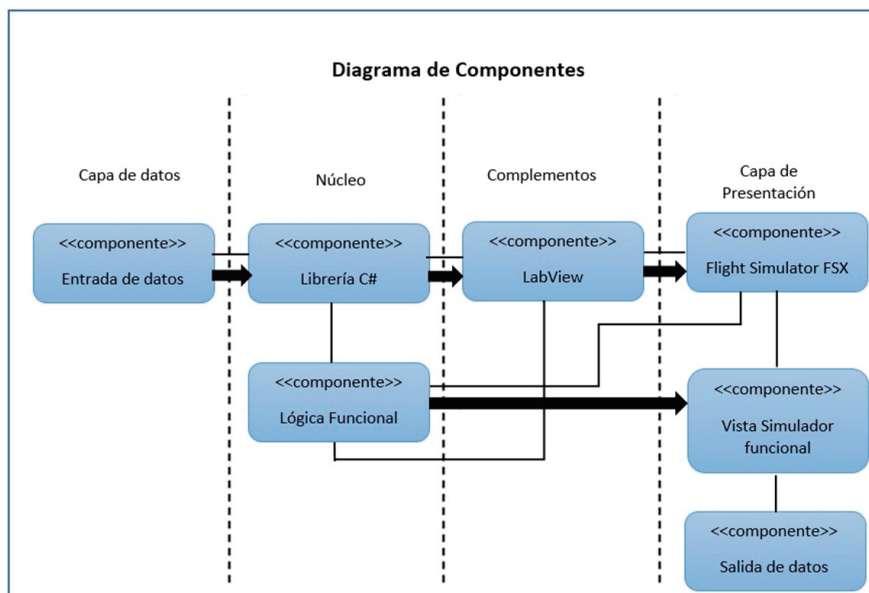 Diagrama de Componentes
Capa de datos
Núcleo
Complementos
Capa de
Presentación
<<componente>>
Entrada de datos
<<componente>>
Librería C#
<<componente>>
LabView
<<componente>>
Flight Simulator FSX
<<componente>>
Lógica Funcional
<<componente>>
Vista Simulador
funcional
<<componente>>
Salida de datos